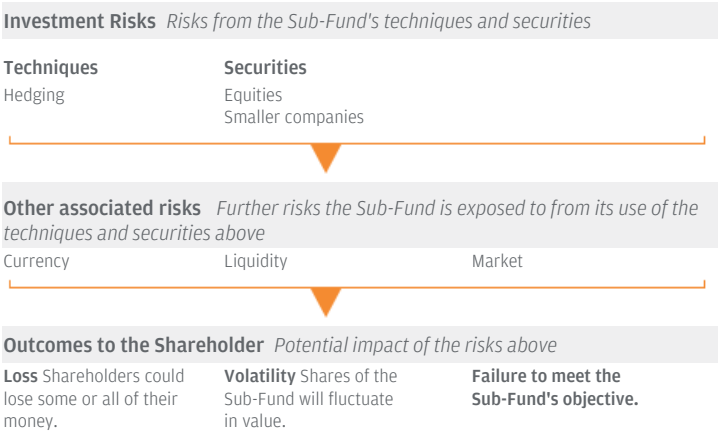 Investment Risks Risks from the Sub-Fund's techniques and securities
Techniques
Hedging
Securities
Equities
Smaller companies
Other associated risks Further risks the Sub-Fund is exposed to from its use of the
techniques and securities above
Currency
Liquidity
Market
Outcomes to the Shareholder Potential impact of the risks above
Loss Shareholders could
lose some or all of their
money.
Volatility Shares of the
Sub-Fund will fluctuate
in value.
Failure to meet the
Sub-Fund's objective.